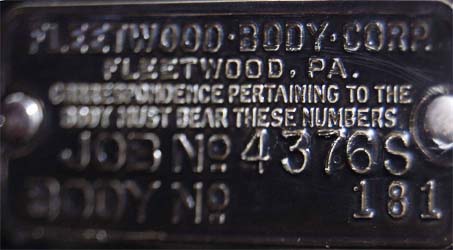 FLEETWOOD·BODY·CORP.
FLEETWOOD, PA.
CORRESPONDENCE PERTAINING TO THE
BODY MUST BEAR THESE NUMBERS
JOB No 4376S
BODY No 181